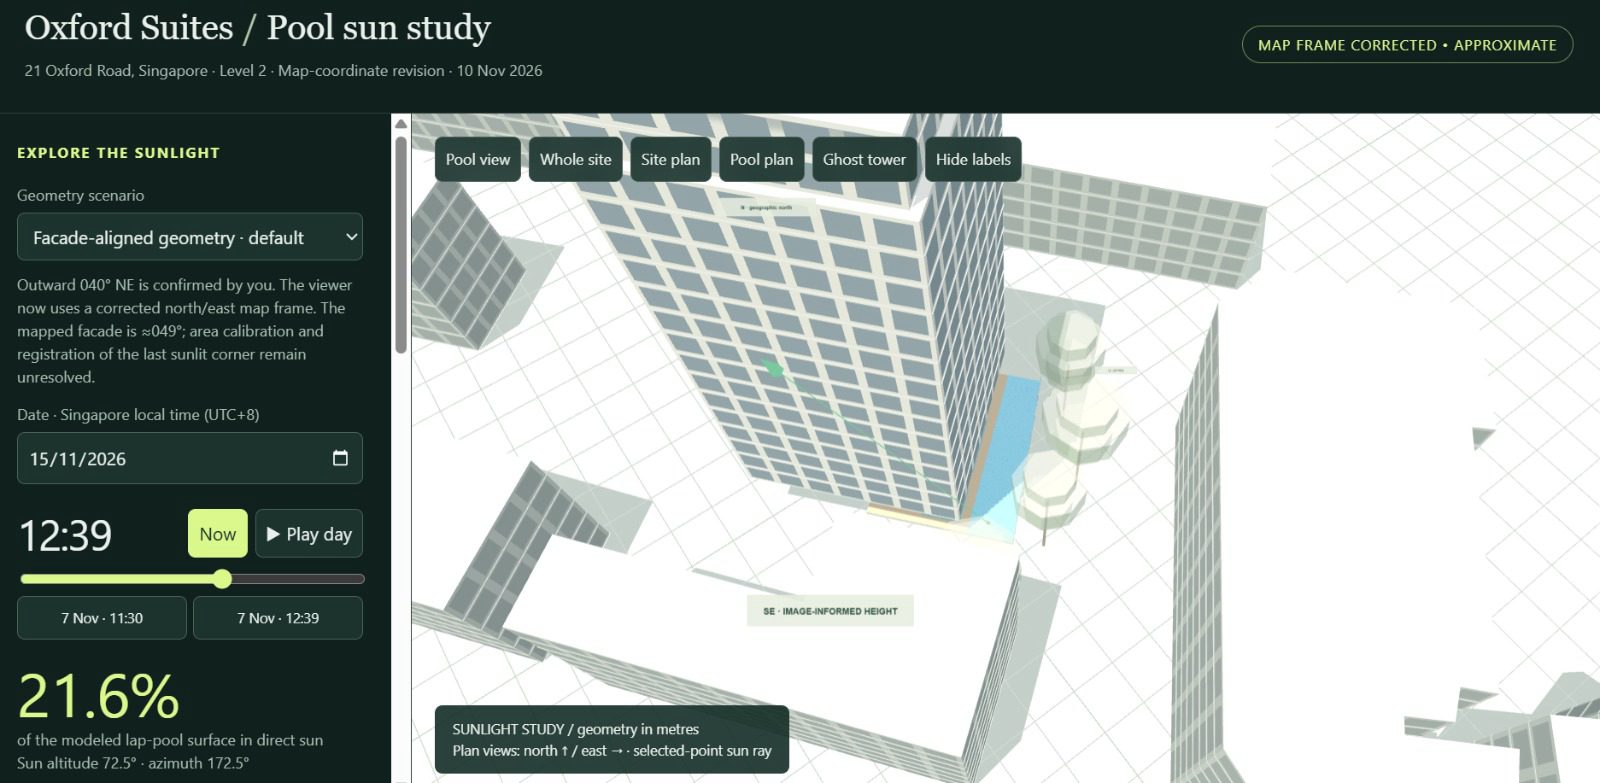 Oxford Suites / Pool sun study
21 Oxford Road, Singapore · Level 2 · Map-coordinate revision · 10 Nov 2026
MAP FRAME CORRECTED • APPROXIMATE
EXPLORE THE SUNLIGHT
Geometry scenario
Facade-aligned geometry · default
Outward 040° NE is confirmed by you. The viewer
now uses a corrected north/east map frame. The
mapped facade is ≈049°; area calibration and
registration of the last sunlit corner remain
unresolved.
Date · Singapore local time (UTC+8)
15/11/2026
12:39
Now
▶ Play day
7 Nov · 11:30
7 Nov · 12:39
21.6%
of the modeled lap-pool surface in direct sun
Sun altitude 72.5° · azimuth 172.5°
Pool view
Whole site
Site plan
Pool plan
Ghost tower
Hide labels
N · geographic north
SE · IMAGE-INFORMED HEIGHT
SUNLIGHT STUDY / geometry in metres
Plan views: north ↑ / east → · selected-point sun ray